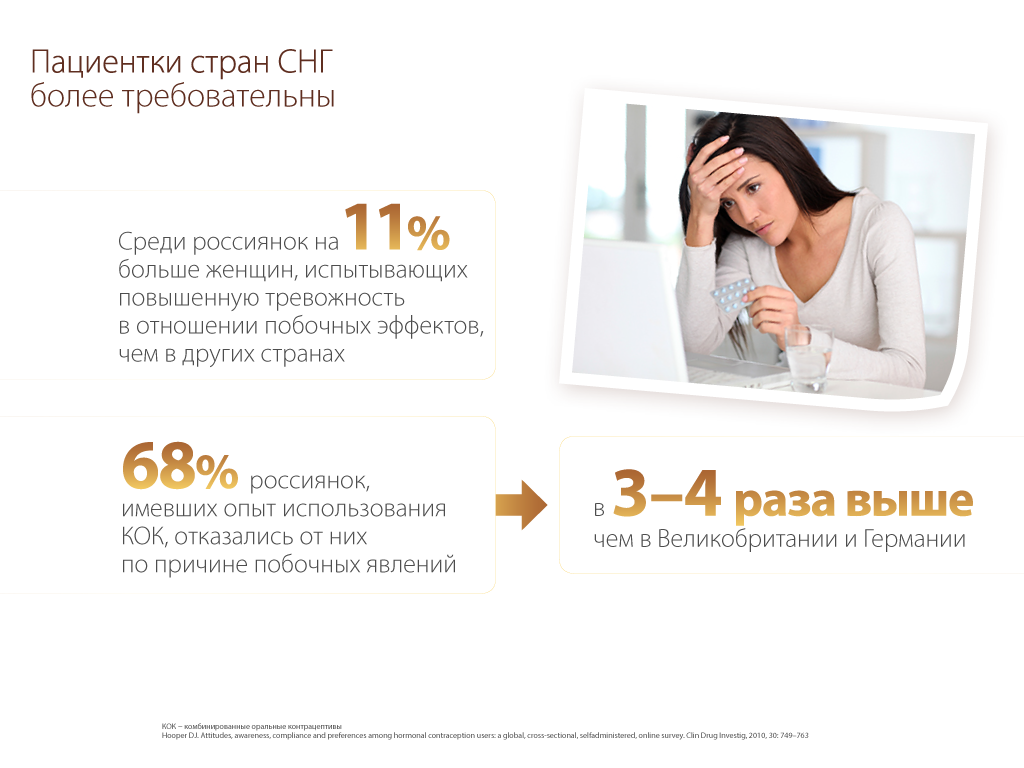 Пациентки стран СНГ
более требовательны
Среди россиянок на 11%
больше женщин, испытывающих
повышенную тревожность
в отношении побочных эффектов,
чем в других странах
68% россиянок,
имевших опыт использования
КОК, отказались от них
по причине побочных явлений
в 3–4 раза выше
чем в Великобритании и Германии
КОК – комбинированные оральные контрацептивы
Hooper DJ. Attitudes, awareness, compliance and preferences among hormonal contraception users: a global, cross-sectional, selfadministered, online survey. Clin Drug Investig, 2010, 30: 749–763